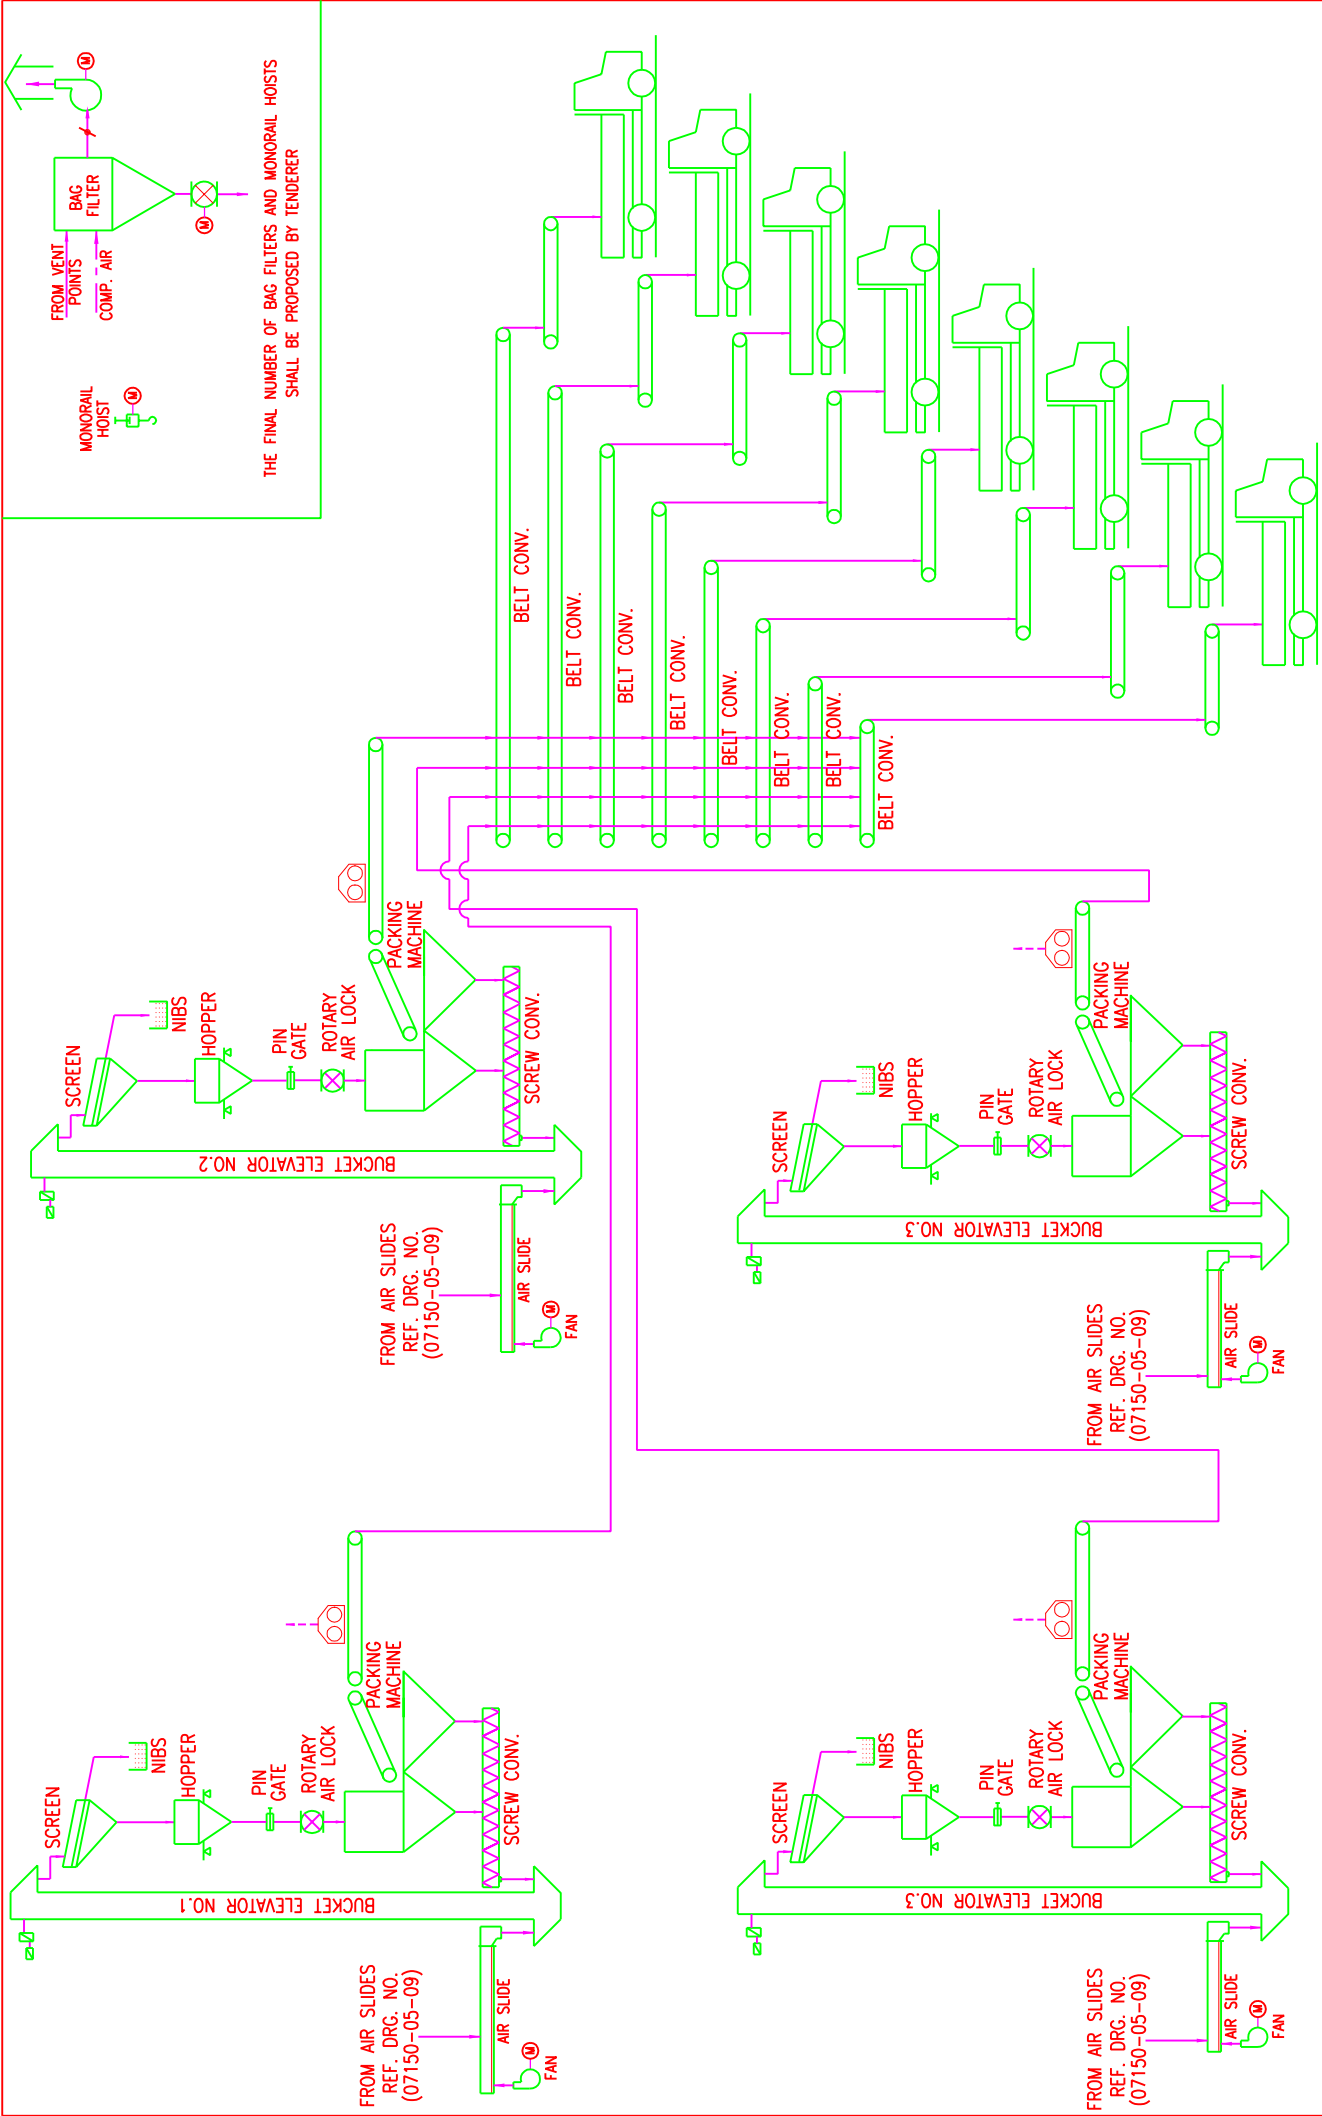 FROM VENT
POINTS
COMP. AIR
BAG
FILTER
M
M
MONORAIL
HOIST
M
THE FINAL NUMBER OF BAG FILTERS AND MONORAIL HOISTS
SHALL BE PROPOSED BY TENDERER
SCREEN
NIBS
HOPPER
PIN
GATE
ROTARY
AIR LOCK
PACKING
MACHINE
SCREW CONV.
BUCKET ELEVATOR NO.1
FROM AIR SLIDES
REF. DRG. NO.
(07150-05-09)
AIR SLIDE
M
FAN
SCREEN
NIBS
HOPPER
PIN
GATE
ROTARY
AIR LOCK
PACKING
MACHINE
SCREW CONV.
BUCKET ELEVATOR NO.2
FROM AIR SLIDES
REF. DRG. NO.
(07150-05-09)
AIR SLIDE
M
FAN
BELT CONV.
BELT CONV.
BELT CONV.
BELT CONV.
BELT CONV.
BELT CONV.
BELT CONV.
BELT CONV.
SCREEN
NIBS
HOPPER
PIN
GATE
ROTARY
AIR LOCK
PACKING
MACHINE
SCREW CONV.
BUCKET ELEVATOR NO.3
FROM AIR SLIDES
REF. DRG. NO.
(07150-05-09)
AIR SLIDE
M
FAN
SCREEN
NIBS
HOPPER
PIN
GATE
ROTARY
AIR LOCK
PACKING
MACHINE
SCREW CONV.
BUCKET ELEVATOR NO.3
FROM AIR SLIDES
REF. DRG. NO.
(07150-05-09)
AIR SLIDE
M
FAN